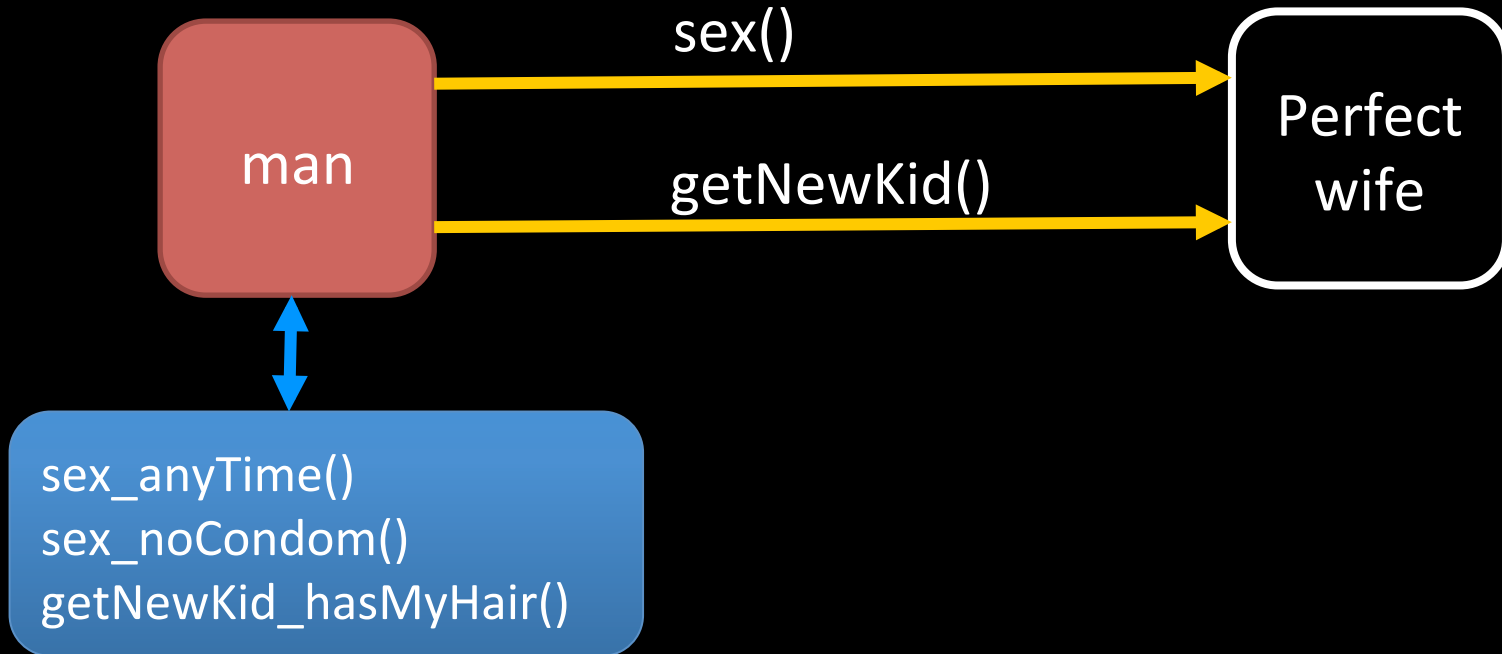 sex()
man
getNewKid()
Perfect
wife
sex_anyTime()
sex_noCondom()
getNewKid_hasMyHair()